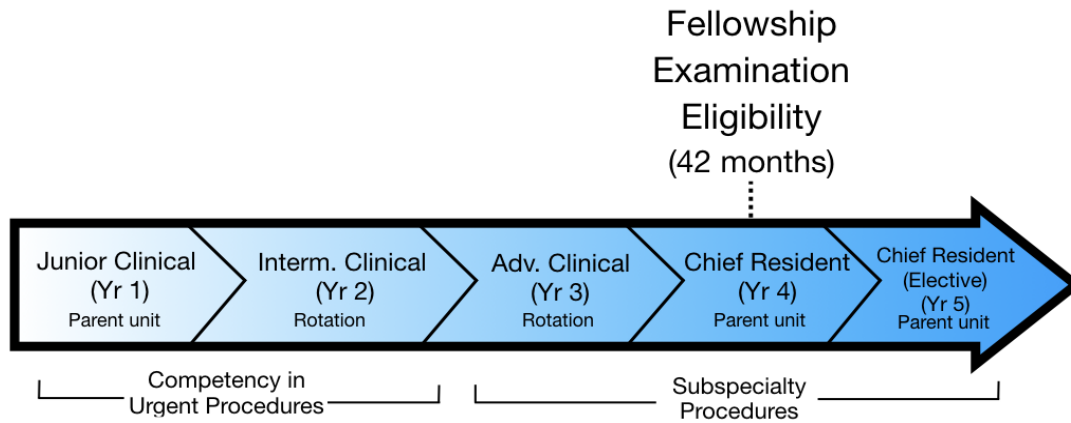 Fellowship
Examination
Eligibility
(42 months)
Junior Clinical
(Yr 1)
Parent unit
Interm. Clinical
(Yr 2)
Rotation
Adv. Clinical
(Yr 3)
Rotation
Chief Resident
(Yr 4)
Parent unit
Chief Resident
(Elective)
(Yr 5)
Parent unit
Competency in
Urgent Procedures
Subspecialty
Procedures